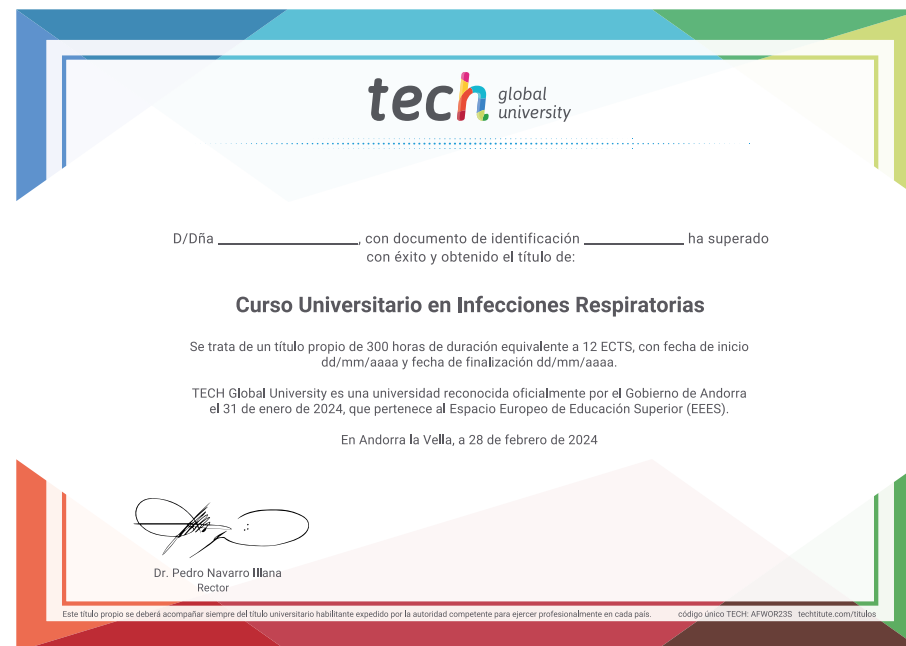 tech global university
D/Dña ____________, con documento de identificación ____________ ha superado
con éxito y obtenido el título de:
Curso Universitario en Infecciones Respiratorias
Se trata de un título propio de 300 horas de duración equivalente a 12 ECTS, con fecha de inicio
dd/mm/aaaa y fecha de finalización dd/mm/aaaa.
TECH Global University es una universidad reconocida oficialmente por el Gobierno de Andorra
el 31 de enero de 2024, que pertenece al Espacio Europeo de Educación Superior (EEES).
En Andorra la Vella, a 28 de febrero de 2024
Dr. Pedro Navarro Illana
Rector
Este título propio se deberá acompañar siempre del título universitario habilitante expedido por la autoridad competente para ejercer profesionalmente en cada país. código único TECH: AFWOR23S techtitute.com/titulos